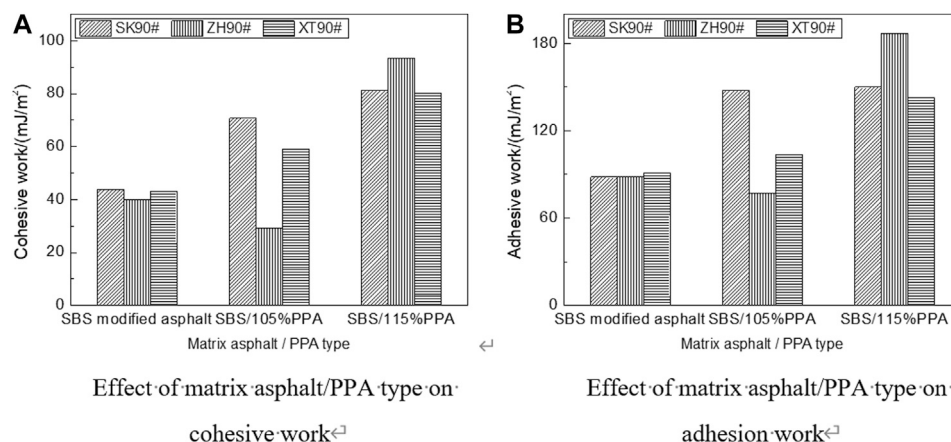 A
SK90# ZH90# XT90#
100
80
60
40
20
0
Cohesive work/(mJ/m²)
SBS modified asphalt SBS/105%PPA SBS/115%PPA
Matrix asphalt / PPA type
Effect·of·matrix·asphalt/PPA·type·on·
cohesive·work↵
↵
B
SK90# ZH90# XT90#
180
120
60
0
Adhesive work/(mJ/m²)
SBS modified asphalt SBS/105%PPA SBS/115%PPA
Matrix asphalt / PPA type
Effect·of·matrix·asphalt/PPA·type·on·
adhesion·work↵